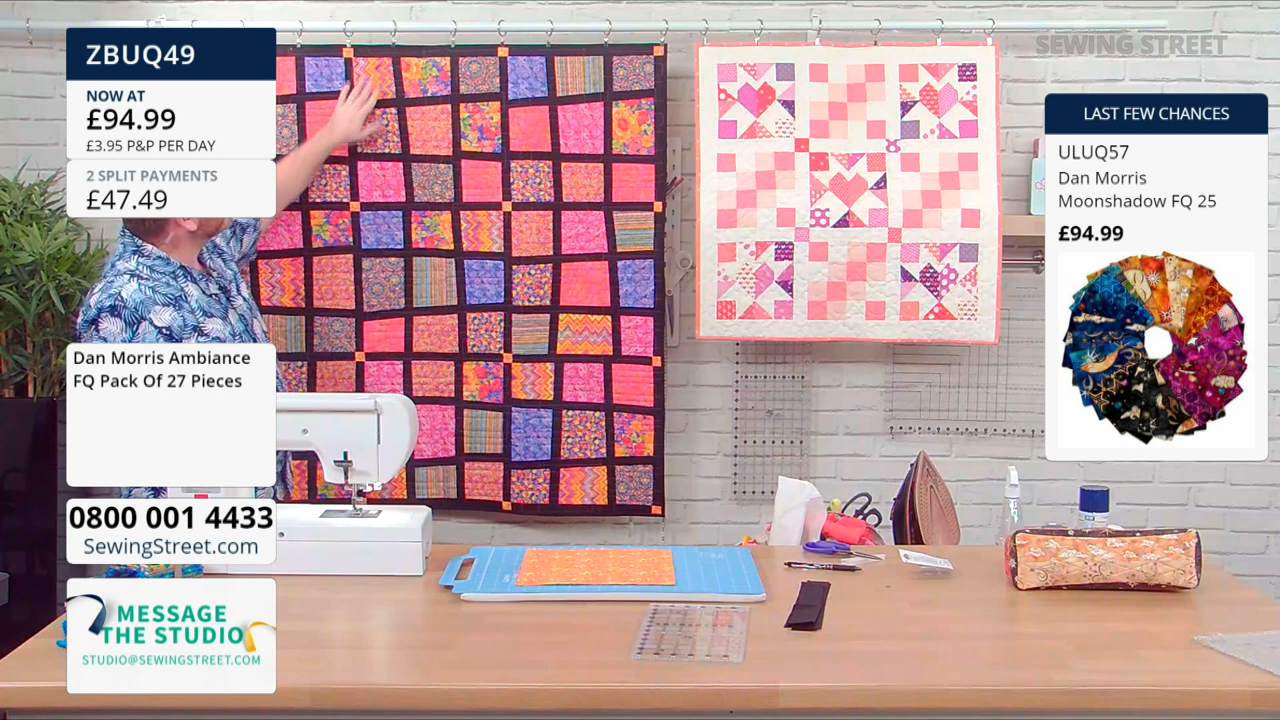 ZBUQ49
NOW AT
£94.99
£3.95 P&P PER DAY
2 SPLIT PAYMENTS
£47.49
Dan Morris Ambiance
FQ Pack Of 27 Pieces
0800 001 4433
SewingStreet.com
MESSAGE
THE STUDIO
STUDIO@SEWINGSTREET.COM
SEWING STREET
LAST FEW CHANCES
ULUQ57
Dan Morris
Moonshadow FQ 25
£94.99